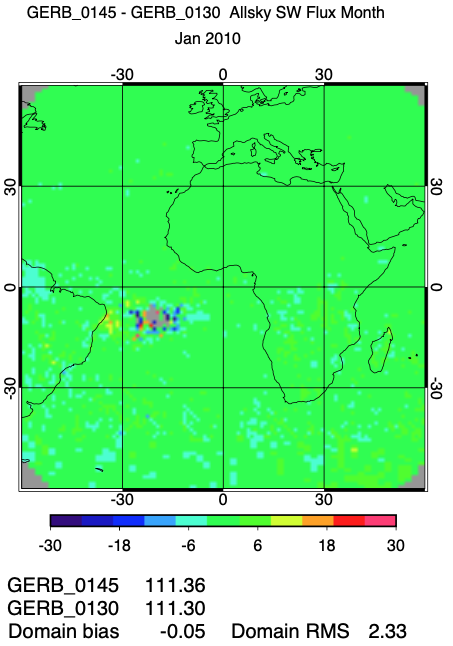 GERB_0145 - GERB_0130 Allsky SW Flux Month
Jan 2010
-30 0 30
30 30
0 0
-30 -30
-30 0 30
-30 -18 -6 6 18 30
GERB_0145 111.36
GERB_0130 111.30
Domain bias -0.05 Domain RMS 2.33